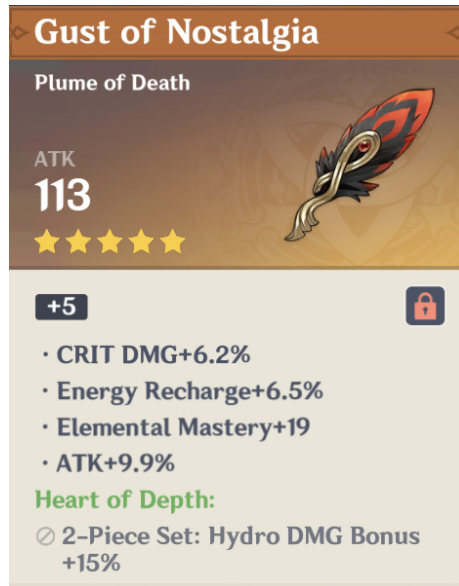 Gust of Nostalgia
Plume of Death
ATK
113
+5
· CRIT DMG+6.2%
· Energy Recharge+6.5%
· Elemental Mastery+19
· ATK+9.9%
Heart of Depth:
2-Piece Set: Hydro DMG Bonus
+15%